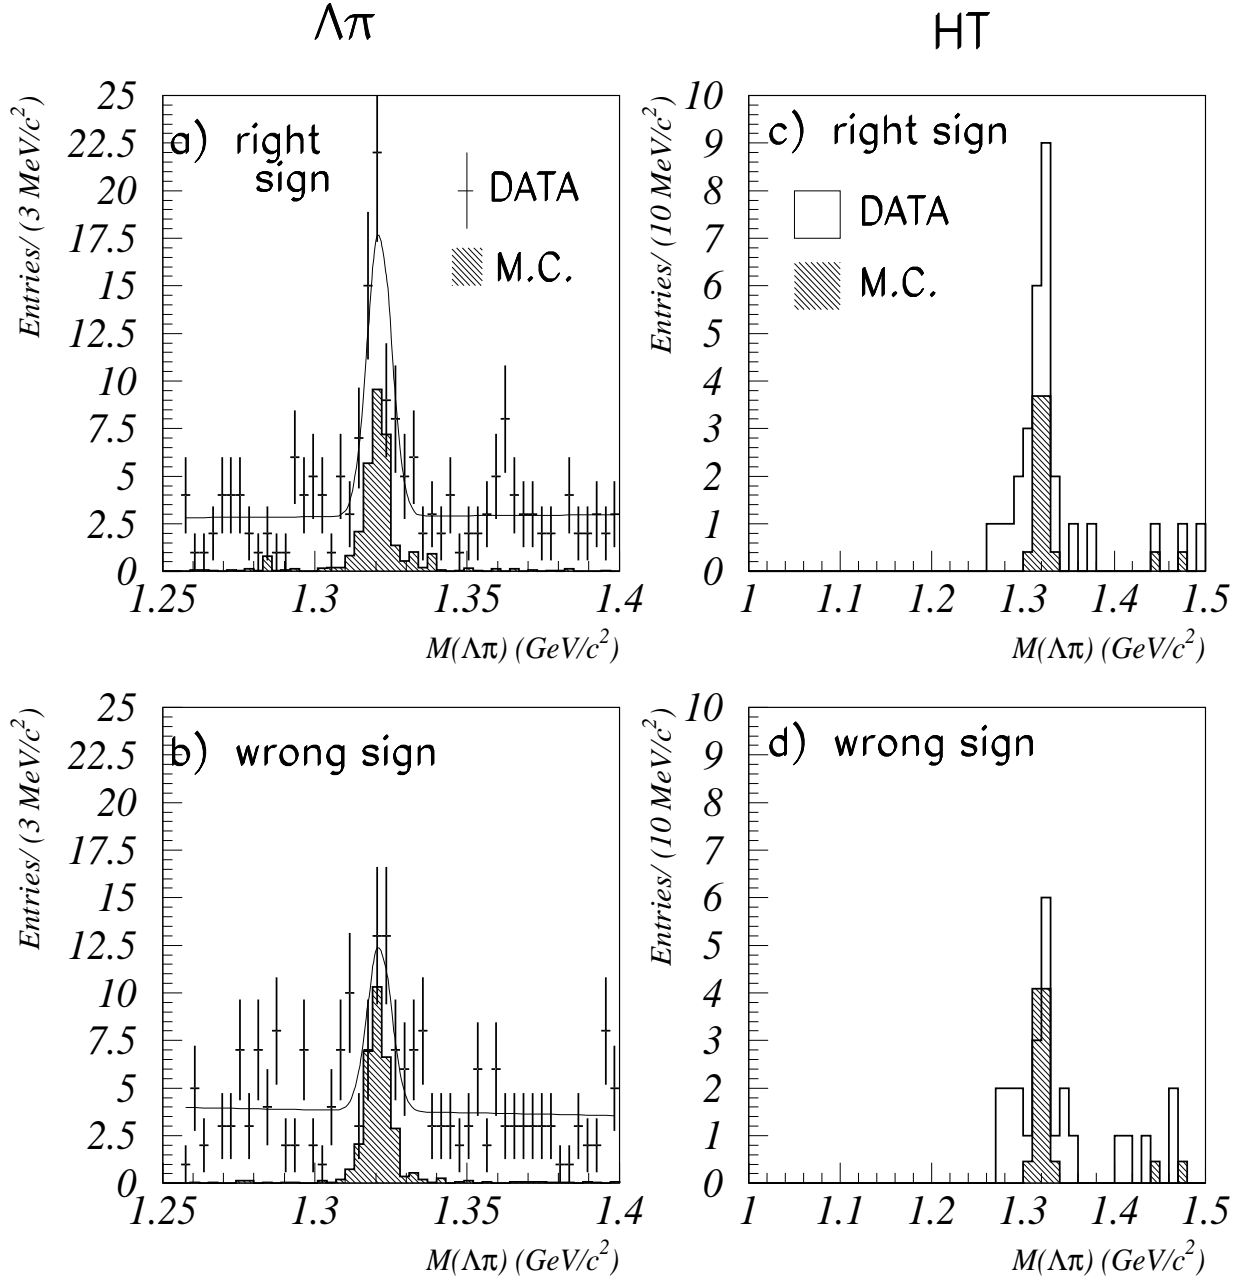 Λπ
HT
Entries/ (3 MeV/c²)
25
22.5
20
17.5
15
12.5
10
7.5
5
2.5
0
a) right
sign
DATA
M.C.
1.25 1.3 1.35 1.4
M(Λπ) (GeV/c²)
Entries/ (10 MeV/c²)
10
9
8
7
6
5
4
3
2
1
0
c) right sign
DATA
M.C.
1 1.1 1.2 1.3 1.4 1.5
M(Λπ) (GeV/c²)
Entries/ (3 MeV/c²)
25
22.5
20
17.5
15
12.5
10
7.5
5
2.5
0
b) wrong sign
1.25 1.3 1.35 1.4
M(Λπ) (GeV/c²)
Entries/ (10 MeV/c²)
10
9
8
7
6
5
4
3
2
1
0
d) wrong sign
1 1.1 1.2 1.3 1.4 1.5
M(Λπ) (GeV/c²)